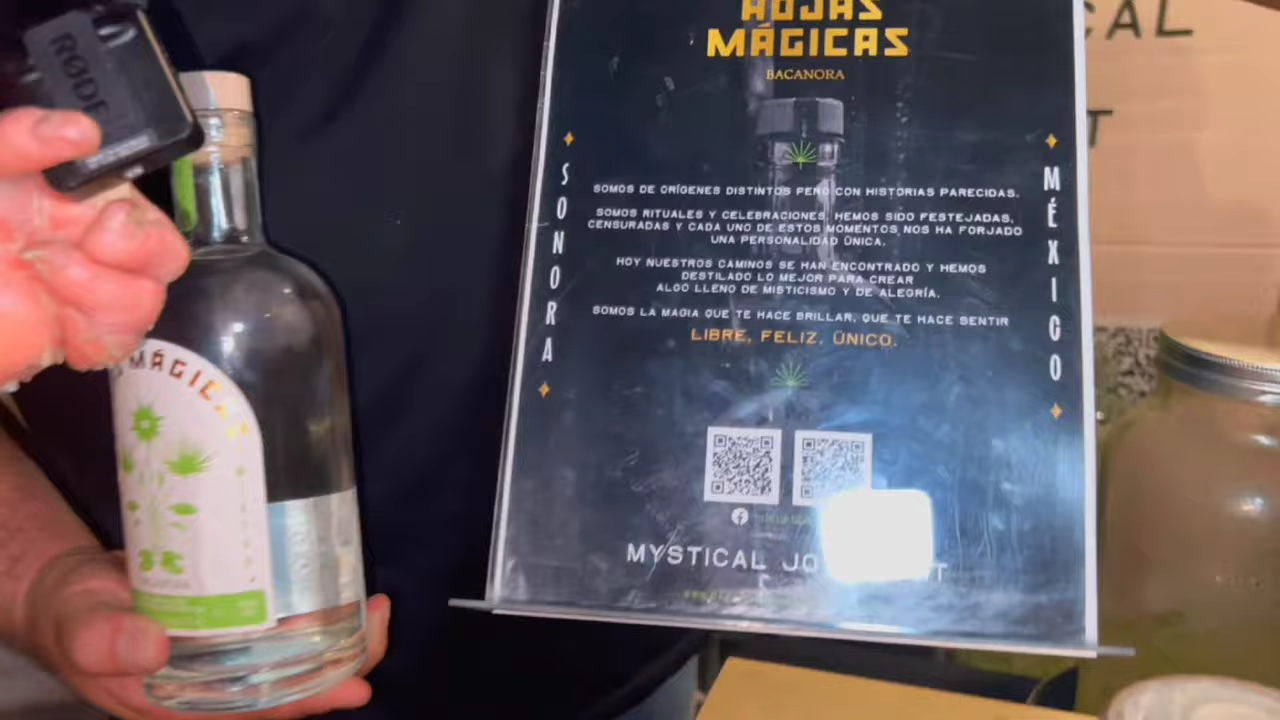 HOJAS
MÁGICAS
BACANORA
SOMOS DE ORÍGENES DISTINTOS PERO CON HISTORIAS PARECIDAS.
SOMOS RITUALES Y CELEBRACIONES, HEMOS SIDO FESTEJADAS,
CENSURADAS Y CADA UNO DE ESTOS MOMENTOS NOS HA FORJADO
UNA PERSONALIDAD ÚNICA.
HOY NUESTROS CAMINOS SE HAN ENCONTRADO Y HEMOS
DESTILADO LO MEJOR PARA CREAR
ALGO LLENO DE MISTICISMO Y DE ALEGRÍA.
SOMOS LA MAGIA QUE TE HACE BRILLAR, QUE TE HACE SENTIR
LIBRE, FELIZ, ÚNICO.
MYSTICAL
SONORA
MÉXICO
RØDE
MÁGICAS